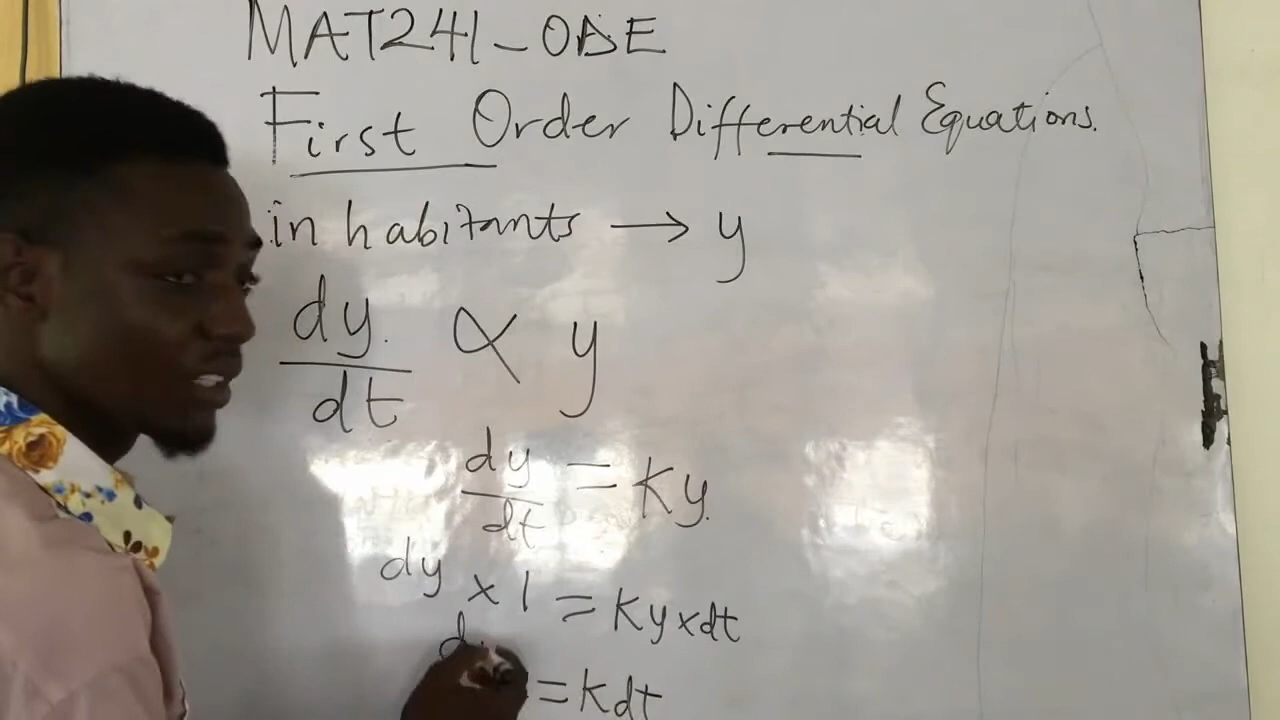 MAT241-ODE
First Order Differential Equations.
inhabitants → y
dy/dt ∝ y
dy/dt = Ky
dy × 1 = Ky × dt
= Kdt